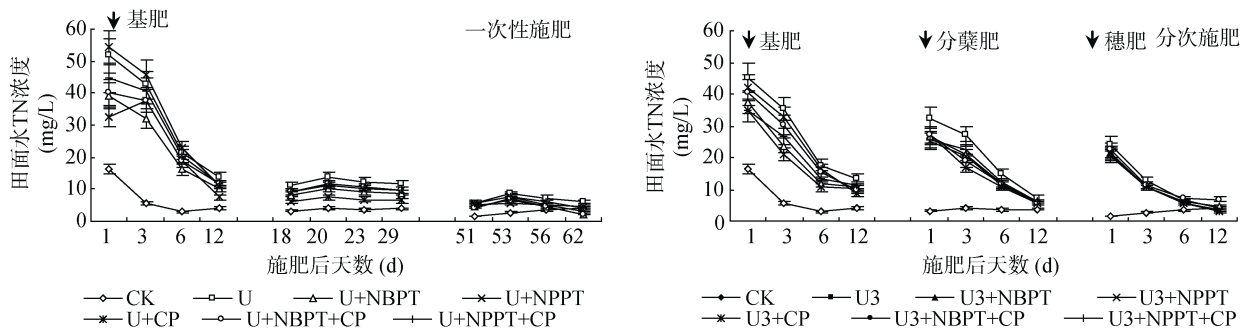 基肥
一次性施肥
田面水TN浓度
(mg/L)
60
50
40
30
20
10
0
1 3 6 12 18 20 23 29 51 53 56 62
施肥后天数 (d)
CK U U+NBPT U+NPPT
U+CP U+NBPT+CP U+NPPT+CP
基肥 分蘖肥 穗肥 分次施肥
田面水TN浓度
(mg/L)
60
50
40
30
20
10
0
1 3 6 12 1 3 6 12 1 3 6 12
施肥后天数 (d)
CK U3 U3+NBPT U3+NPPT
U3+CP U3+NBPT+CP U3+NPPT+CP